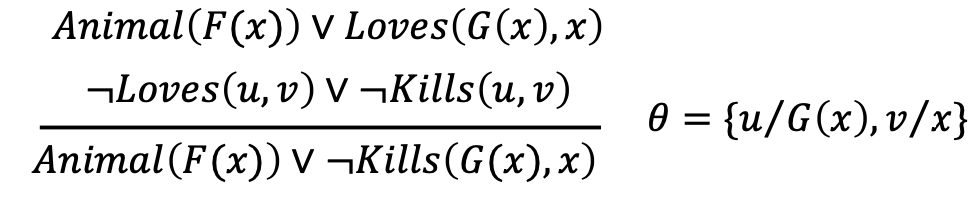 Animal(F(x)) ∨ Loves(G(x), x)
¬Loves(u, v) ∨ ¬Kills(u, v)
Animal(F(x)) ∨ ¬Kills(G(x), x)
θ = {u/G(x), v/x}